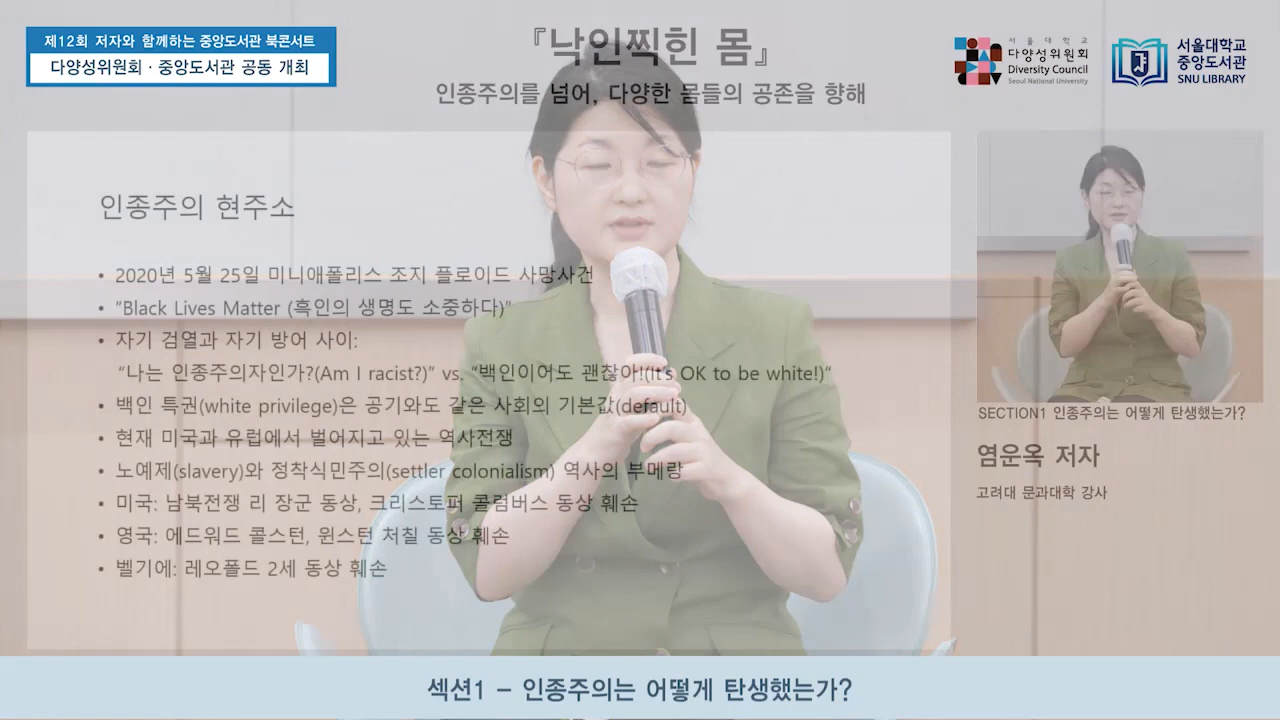 제12회 저자와 함께하는 중앙도서관 북콘서트
다양성위원회 · 중앙도서관 공동 개최
『낙인찍힌 몸』
인종주의를 넘어, 다양한 몸들의 공존을 향해
서울대학교
다양성위원회
Diversity Council
Seoul National University
서울대학교
중앙도서관
SNU LIBRARY
인종주의 현주소
• 2020년 5월 25일 미니애폴리스 조지 플로이드 사망사건
• “Black Lives Matter (흑인의 생명도 소중하다)”
• 자기 검열과 자기 방어 사이:
“나는 인종주의자인가?(Am I racist?)” vs. “백인이어도 괜찮아!(It’s OK to be white!)”
• 백인 특권(white privilege)은 공기와도 같은 사회의 기본값(default)
• 현재 미국과 유럽에서 벌어지고 있는 역사전쟁
• 노예제(slavery)와 정착식민주의(settler colonialism) 역사의 부메랑
• 미국: 남북전쟁 리 장군 동상, 크리스토퍼 콜럼버스 동상 훼손
• 영국: 에드워드 콜스턴, 윈스턴 처칠 동상 훼손
• 벨기에: 레오폴드 2세 동상 훼손
SECTION1 인종주의는 어떻게 탄생했는가?
염운옥 저자
고려대 문과대학 강사
섹션1 – 인종주의는 어떻게 탄생했는가?